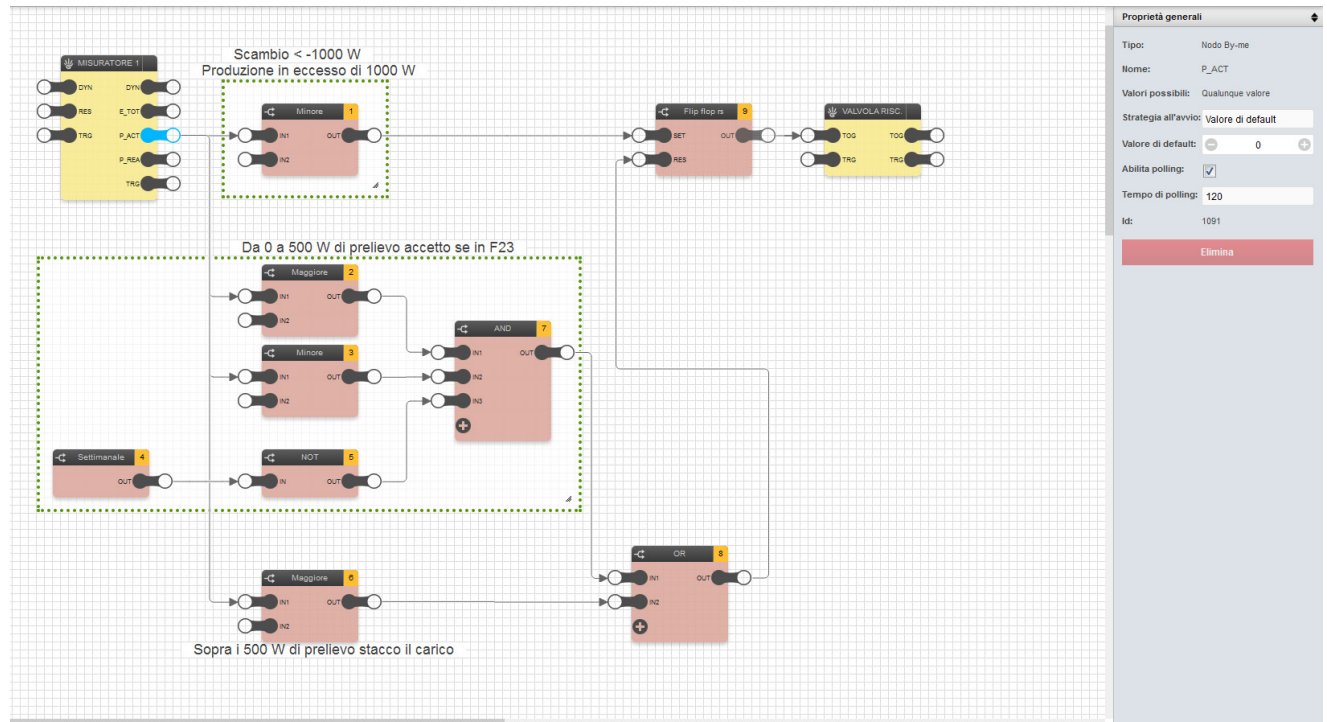 Scambio < -1000 W
Produzione in eccesso di 1000 W
MISURATORE 1
DYN DYN
RES E_TOT
TRG P_ACT
P_REA
TRG
Minore 1
IN1 OUT
IN2
Flip flop rs 9
SET OUT
RES
VALVOLA RISC.
TOG TOG
TRG TRG
Da 0 a 500 W di prelievo accetto se in F23
Maggiore 2
IN1 OUT
IN2
Minore 3
IN1 OUT
IN2
AND 7
IN1 OUT
IN2
IN3
Settimanale 4
OUT
NOT 5
IN OUT
Maggiore 6
IN1 OUT
IN2
Sopra i 500 W di prelievo stacco il carico
OR 8
IN1 OUT
IN2
Proprietà generali
Tipo: Nodo By-me
Nome: P_ACT
Valori possibili: Qualunque valore
Strategia all'avvio: Valore di default
Valore di default: 0
Abilita polling:
Tempo di polling: 120
Id: 1091
Elimina